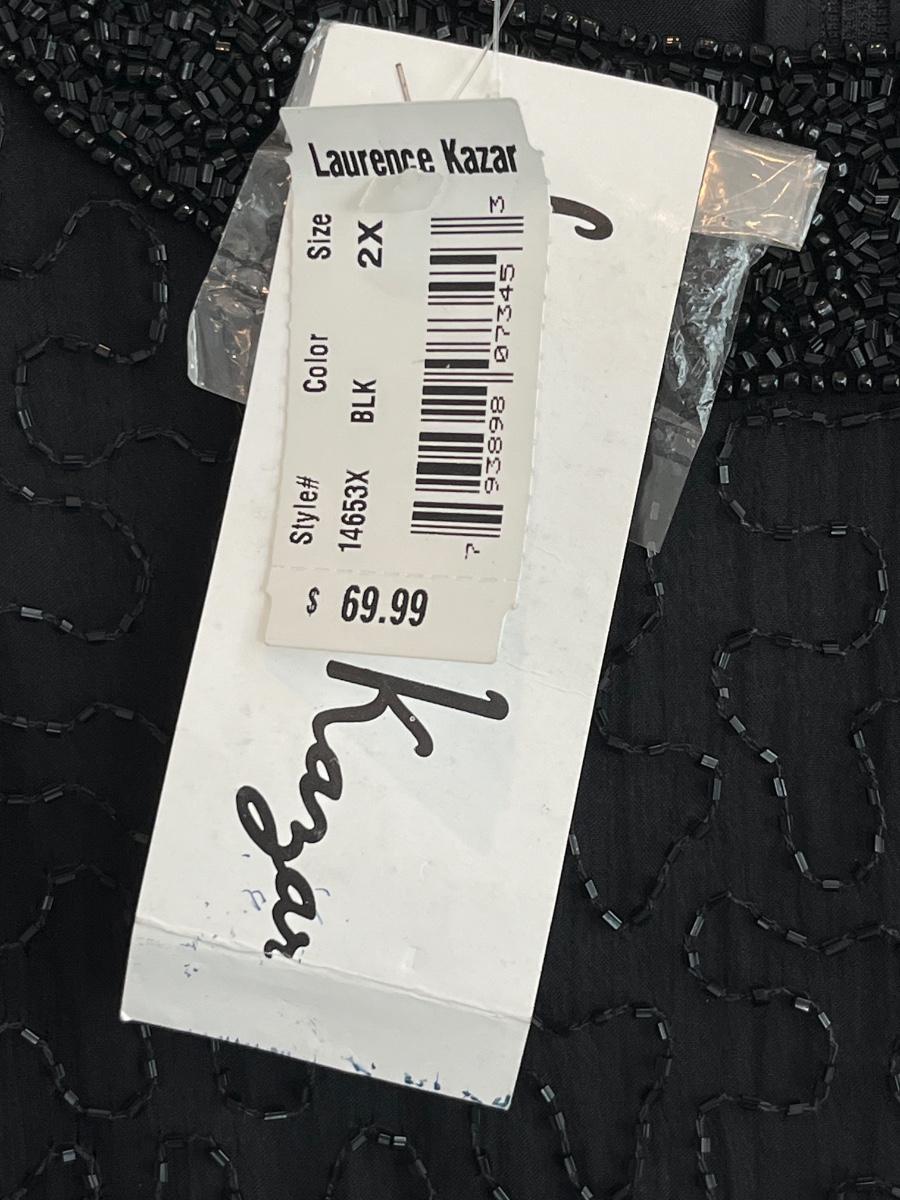 Laurence Kazar
Size
2X
Color
BLK
Style#
14653X
7 93898 07345 3
$ 69.99
Kazar